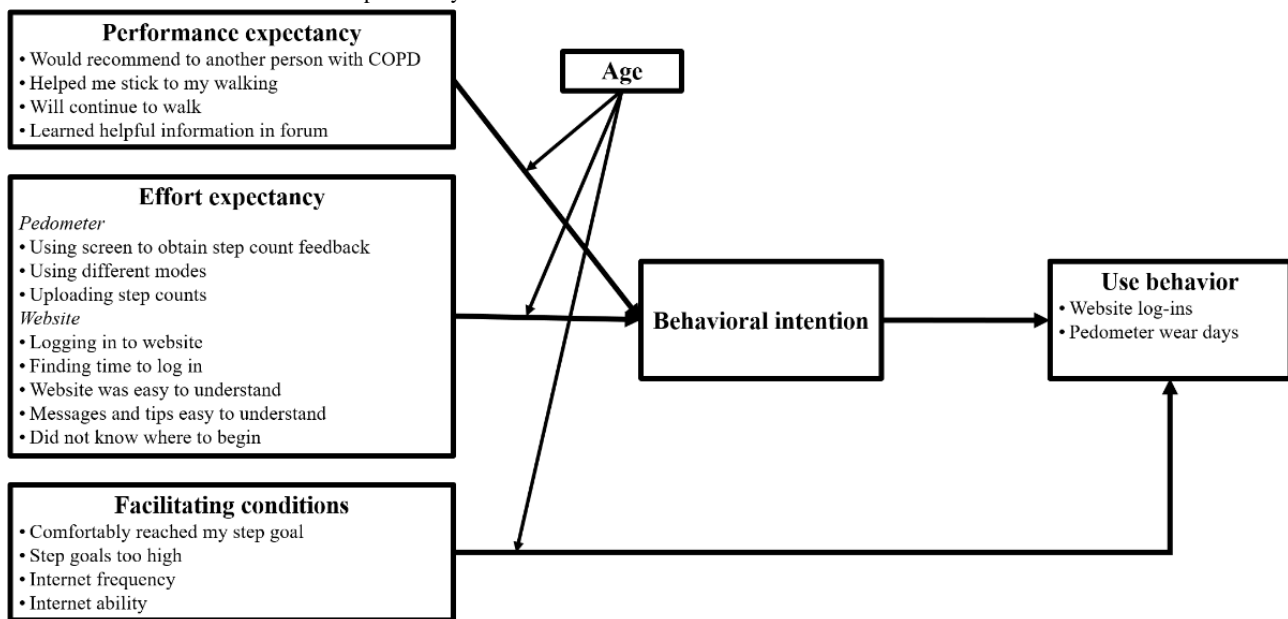 Performance expectancy
• Would recommend to another person with COPD
• Helped me stick to my walking
• Will continue to walk
• Learned helpful information in forum
Age
Effort expectancy
Pedometer
• Using screen to obtain step count feedback
• Using different modes
• Uploading step counts
Website
• Logging in to website
• Finding time to log in
• Website was easy to understand
• Messages and tips easy to understand
• Did not know where to begin
Behavioral intention
Use behavior
• Website log-ins
• Pedometer wear days
Facilitating conditions
• Comfortably reached my step goal
• Step goals too high
• Internet frequency
• Internet ability